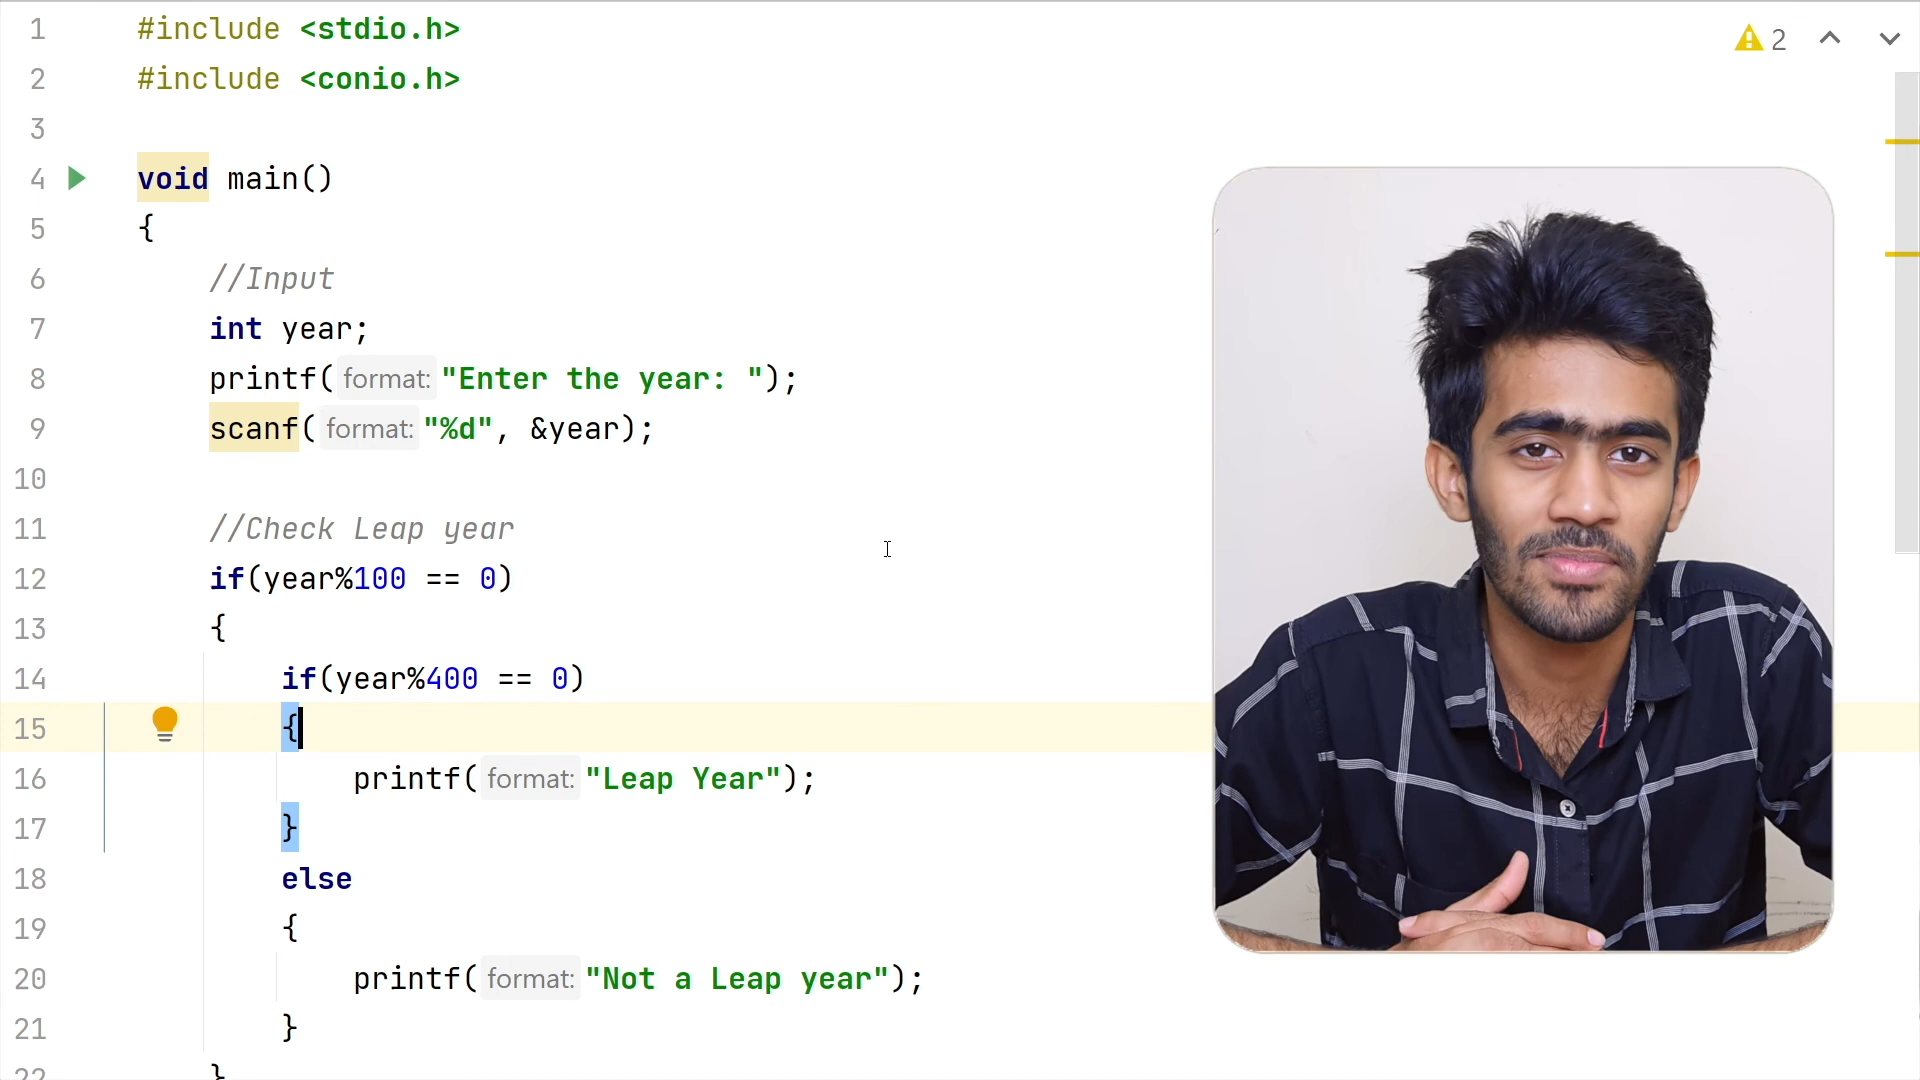 1 #include <stdio.h>
2 #include <conio.h>
3
4 void main()
5 {
6 //Input
7 int year;
8 printf( format: "Enter the year: ");
9 scanf( format: "%d", &year);
10
11 //Check Leap year
12 if(year%100 == 0)
13 {
14 if(year%400 == 0)
15 {
16 printf( format: "Leap Year");
17 }
18 else
19 {
20 printf( format: "Not a Leap year");
21 }
22 }
2